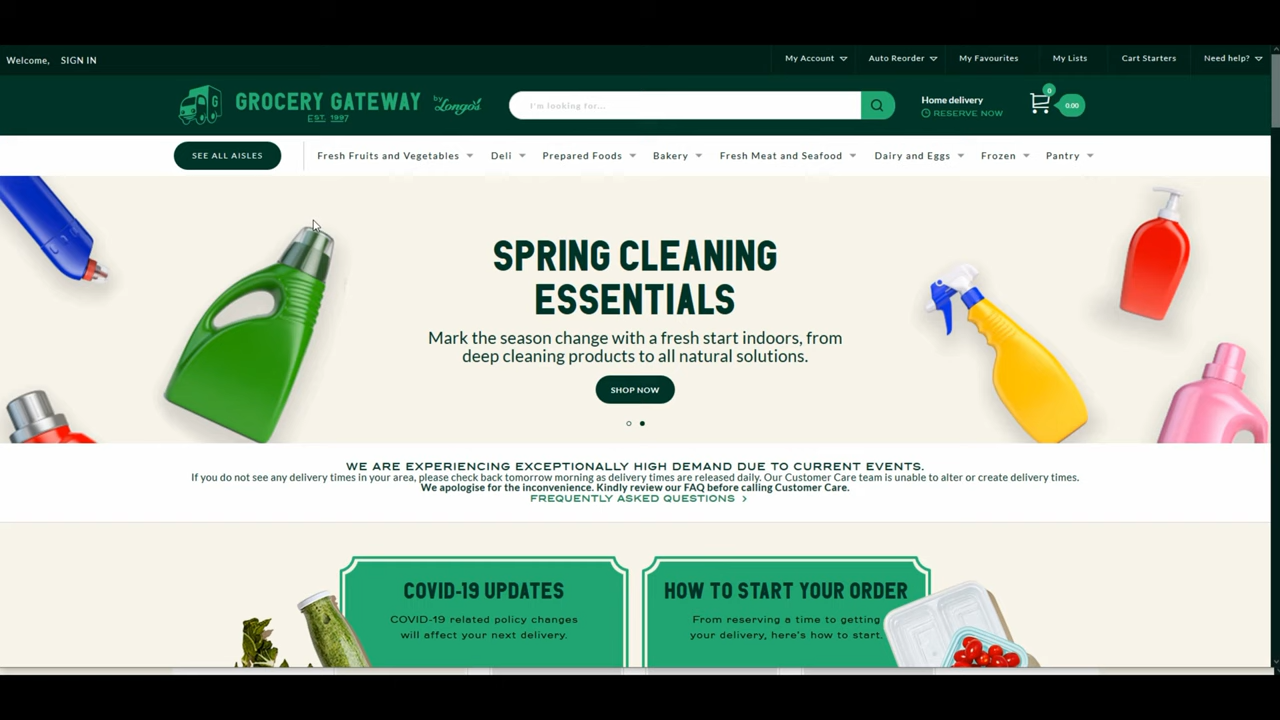 Welcome, SIGN IN
My Account Auto Reorder My Favourites My Lists Cart Starters Need help?
G GROCERY GATEWAY by Longo's
EST. 1997
I'm looking for...
Home delivery
RESERVE NOW
0
0.00
SEE ALL AISLES Fresh Fruits and Vegetables Deli Prepared Foods Bakery Fresh Meat and Seafood Dairy and Eggs Frozen Pantry
SPRING CLEANING
ESSENTIALS
Mark the season change with a fresh start indoors, from
deep cleaning products to all natural solutions.
SHOP NOW
WE ARE EXPERIENCING EXCEPTIONALLY HIGH DEMAND DUE TO CURRENT EVENTS.
If you do not see any delivery times in your area, please check back tomorrow morning as delivery times are released daily. Our Customer Care team is unable to alter or create delivery times.
We apologise for the inconvenience. Kindly review our FAQ before calling Customer Care.
FREQUENTLY ASKED QUESTIONS >
COVID-19 UPDATES
COVID-19 related policy changes
will affect your next delivery.
HOW TO START YOUR ORDER
From reserving a time to getting
your delivery, here's how to start.